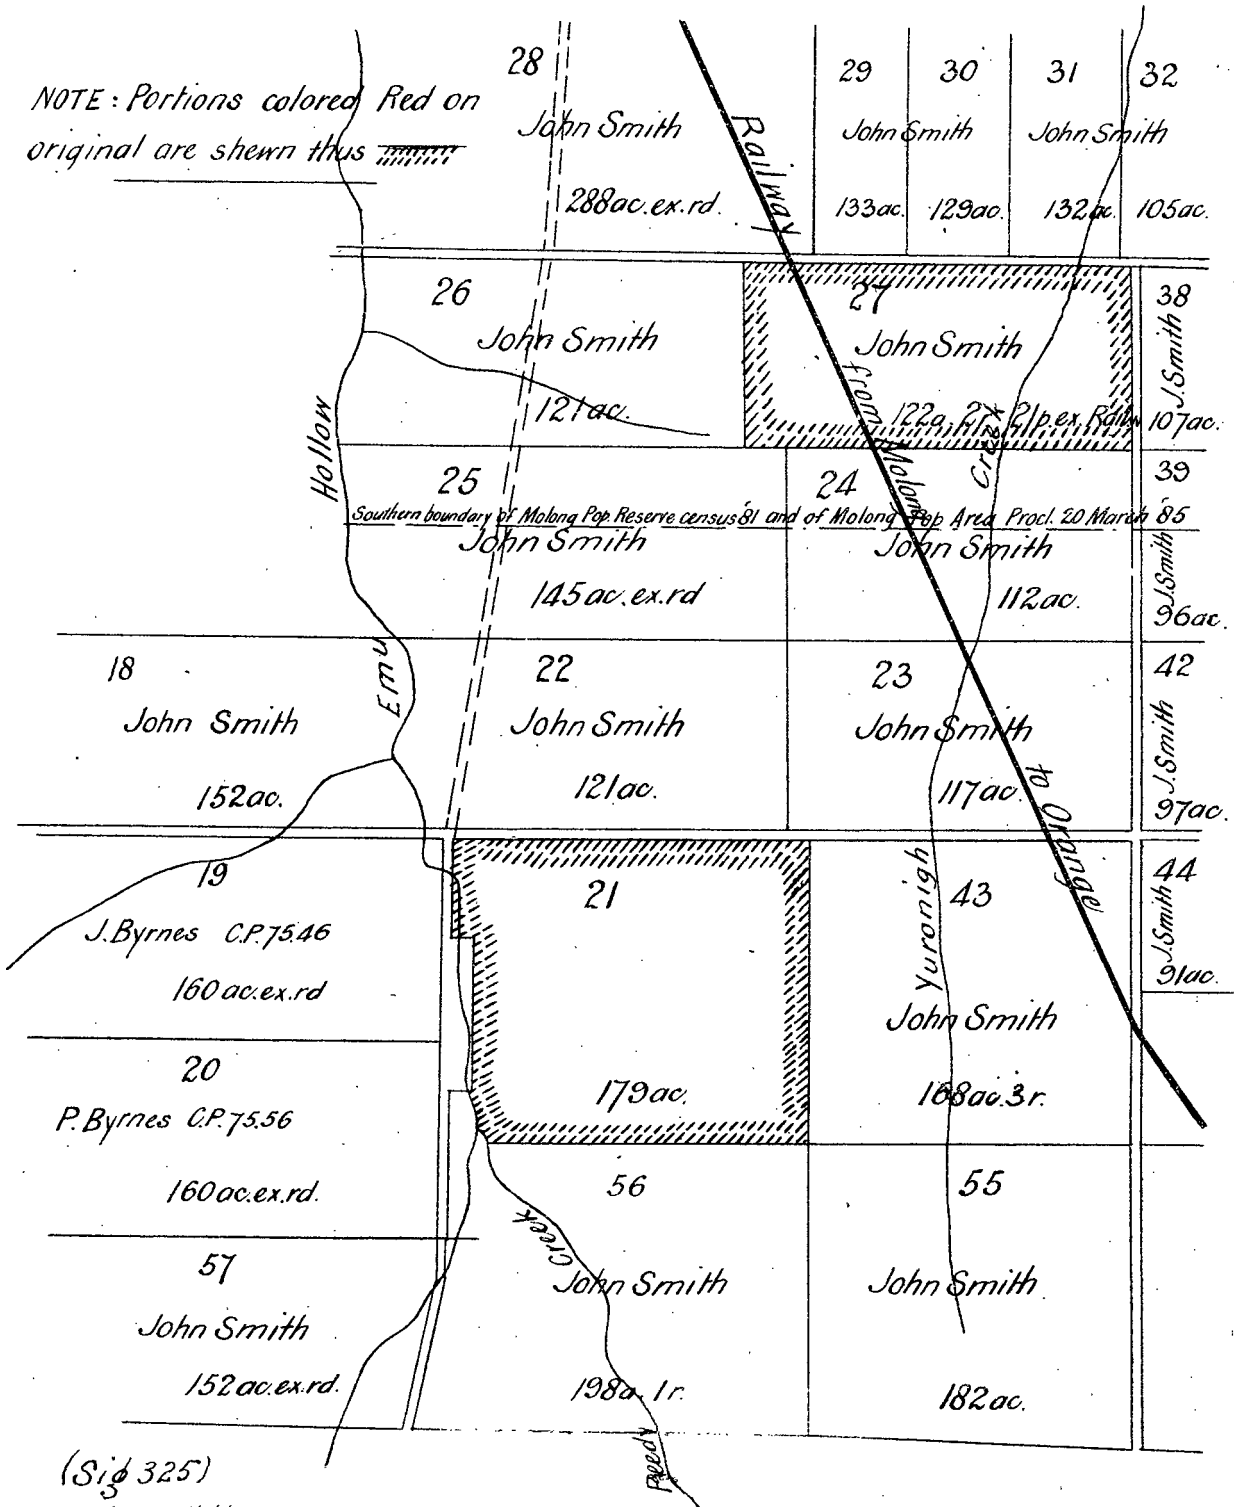 NOTE: Portions colored Red on
original are shewn thus
28
John Smith
288ac.ex.rd.
Railway
29
John Smith
133ac.
30
129ac.
31
John Smith
132ac.
32
105ac.
26
John Smith
121ac.
27
John Smith
122a. 2r. 21p. ex. Railw
from Molong
Creek
38
J. Smith
107ac.
Hollow
25
24
39
Southern boundary of Molong Pop. Reserve census '81 and of Molong Pop Area Procl. 20 March '85
John Smith
145ac.ex.rd
John Smith
112ac.
J. Smith
96ac.
18
John Smith
152ac.
Emu
22
John Smith
121ac.
23
John Smith
117ac.
to Orange
42
J. Smith
97ac.
19
J. Byrnes C.P. 75.46
160ac.ex.rd
21
179ac.
Yuronigh
43
John Smith
168ac. 3r.
44
J. Smith
91ac.
20
P. Byrnes C.P. 75.56
160ac.ex.rd.
56
Creek
John Smith
198a. 1r.
Reedy
55
John Smith
182ac.
57
John Smith
152ac.ex.rd.
(Sig 325)
3